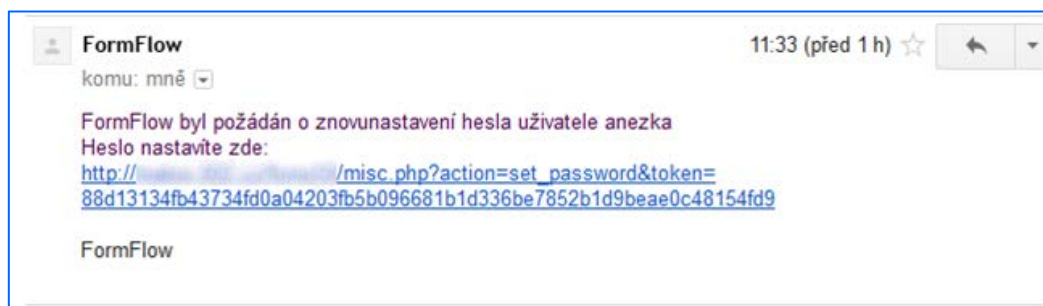 FormFlow
11:33 (před 1 h)
komu: mně
FormFlow byl požádán o znovunastavení hesla uživatele anezka
Heslo nastavíte zde:
http:// /misc.php?action=set_password&token=
88d13134fb43734fd0a04203fb5b096681b1d336be7852b1d9beae0c48154fd9
FormFlow